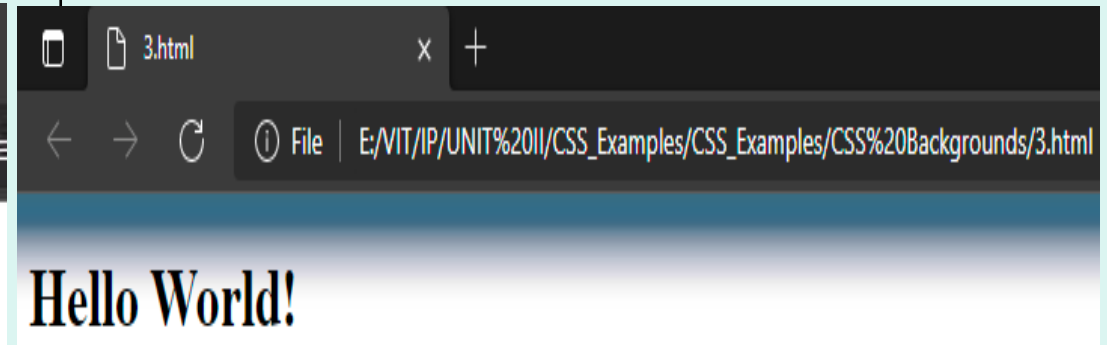 3.html
File E:/VIT/IP/UNIT%20II/CSS_Examples/CSS_Examples/CSS%20Backgrounds/3.html
Hello World!